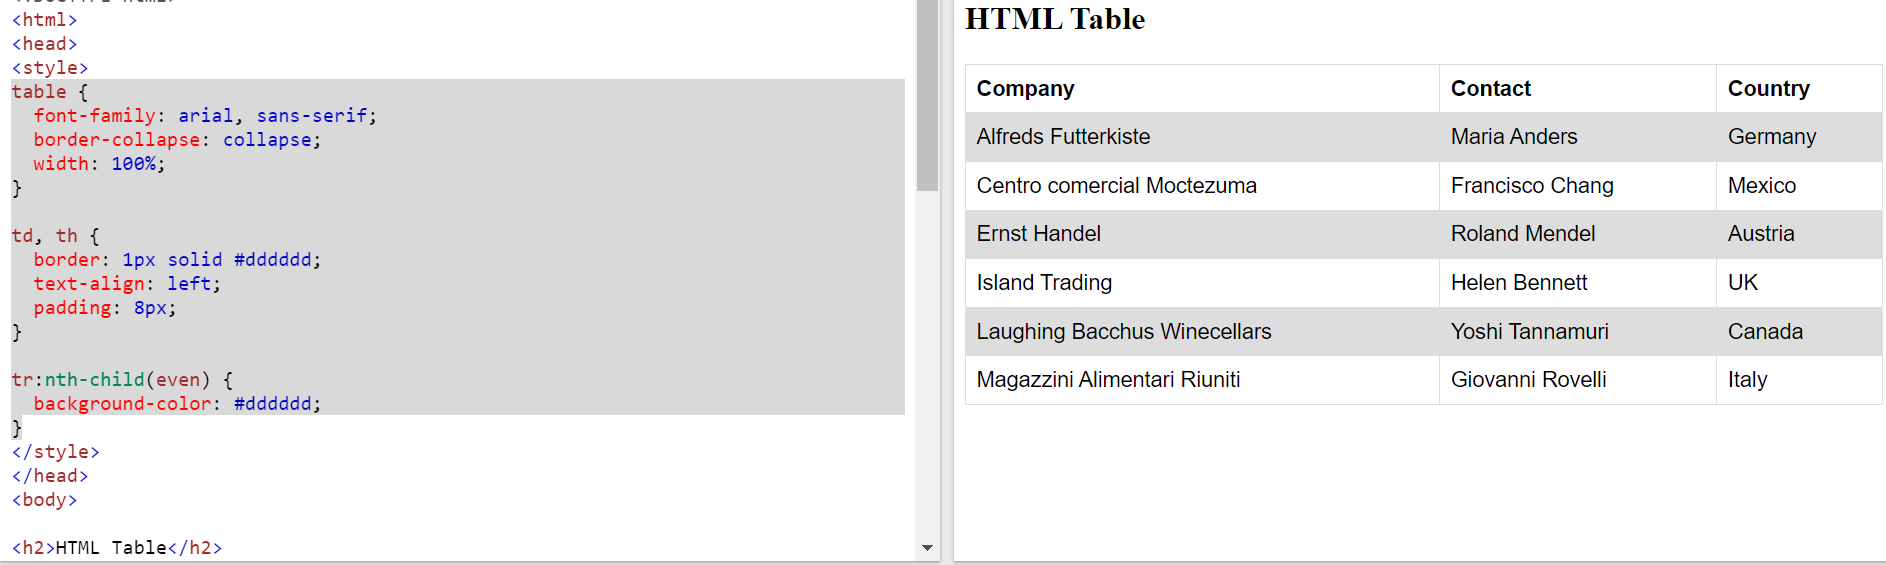 <html>
<head>
<style>
table {
  font-family: arial, sans-serif;
  border-collapse: collapse;
  width: 100%;
}

td, th {
  border: 1px solid #dddddd;
  text-align: left;
  padding: 8px;
}

tr:nth-child(even) {
  background-color: #dddddd;
}
</style>
</head>
<body>

<h2>HTML Table</h2>
HTML Table
Company Contact Country
Alfreds Futterkiste Maria Anders Germany
Centro comercial Moctezuma Francisco Chang Mexico
Ernst Handel Roland Mendel Austria
Island Trading Helen Bennett UK
Laughing Bacchus Winecellars Yoshi Tannamuri Canada
Magazzini Alimentari Riuniti Giovanni Rovelli Italy